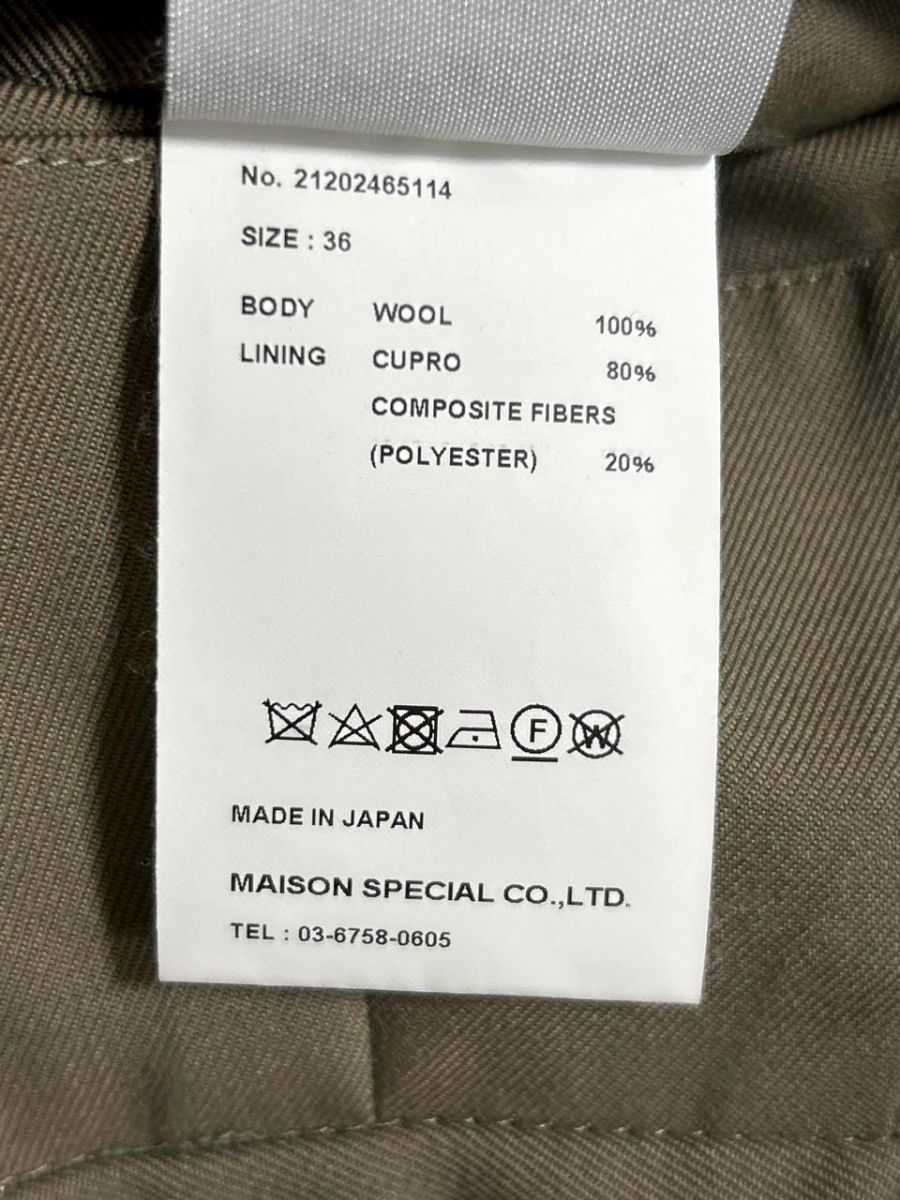 No. 21202465114
SIZE : 36
BODY WOOL 100%
LINING CUPRO 80%
COMPOSITE FIBERS
(POLYESTER) 20%
F W
MADE IN JAPAN
MAISON SPECIAL CO.,LTD.
TEL : 03-6758-0605